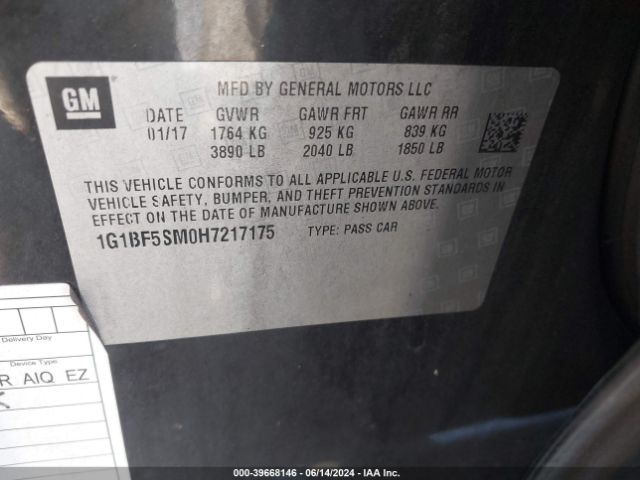 GM
MFD BY GENERAL MOTORS LLC
DATE GVWR GAWR FRT GAWR RR
01/17 1764 KG 925 KG 839 KG
3890 LB 2040 LB 1850 LB
THIS VEHICLE CONFORMS TO ALL APPLICABLE U.S. FEDERAL MOTOR
VEHICLE SAFETY, BUMPER, AND THEFT PREVENTION STANDARDS IN
EFFECT ON THE DATE OF MANUFACTURE SHOWN ABOVE.
1G1BF5SM0H7217175 TYPE: PASS CAR
Delivery Day
Device Type
R AIQ EZ
000-39668146 - 06/14/2024 - IAA Inc.